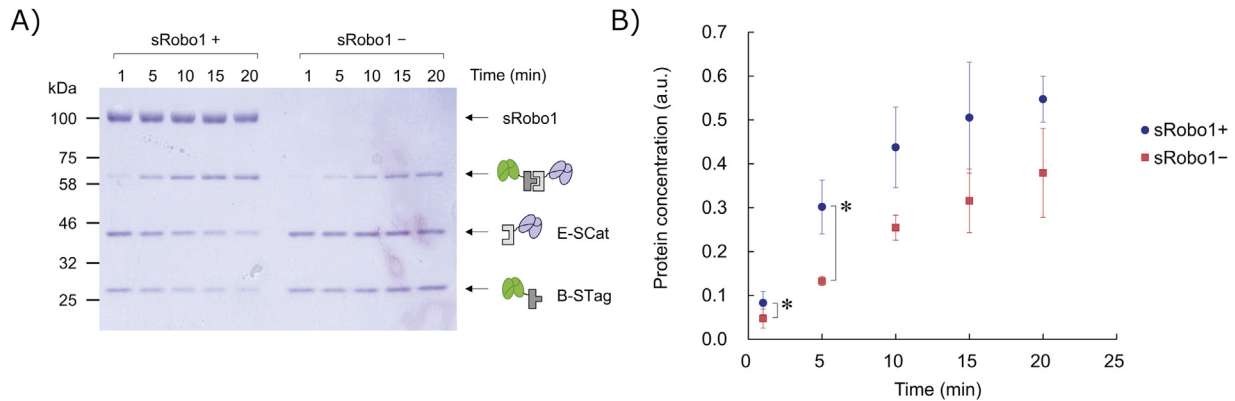 A)
sRobo1 + sRobo1 −
1 5 10 15 20 1 5 10 15 20 Time (min)
kDa
100
75
58
46
32
25
sRobo1
E-SCat
B-STag
B)
Protein concentration (a.u.)
0.7
0.6
0.5
0.4
0.3
0.2
0.1
0.0
*
*
0 5 10 15 20 25
Time (min)
sRobo1+
sRobo1−